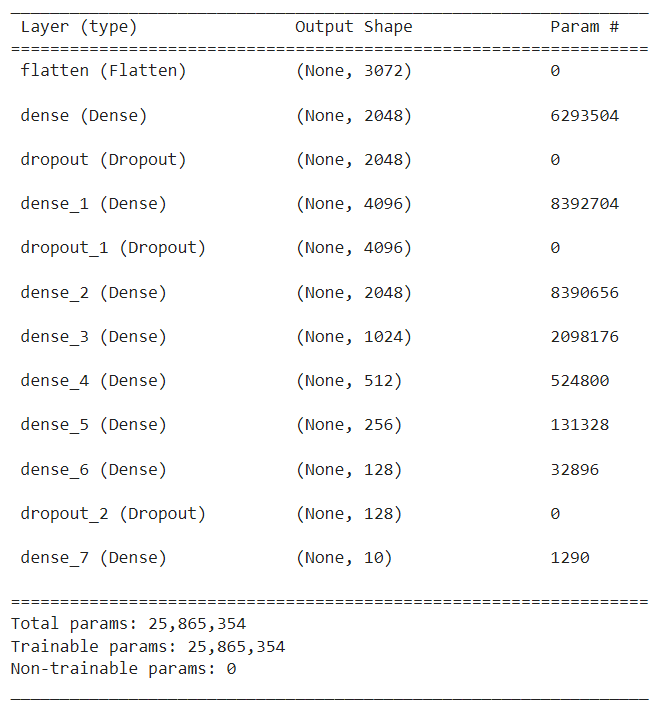 Layer (type) Output Shape Param #
flatten (Flatten) (None, 3072) 0
dense (Dense) (None, 2048) 6293504
dropout (Dropout) (None, 2048) 0
dense_1 (Dense) (None, 4096) 8392704
dropout_1 (Dropout) (None, 4096) 0
dense_2 (Dense) (None, 2048) 8390656
dense_3 (Dense) (None, 1024) 2098176
dense_4 (Dense) (None, 512) 524800
dense_5 (Dense) (None, 256) 131328
dense_6 (Dense) (None, 128) 32896
dropout_2 (Dropout) (None, 128) 0
dense_7 (Dense) (None, 10) 1290
Total params: 25,865,354
Trainable params: 25,865,354
Non-trainable params: 0